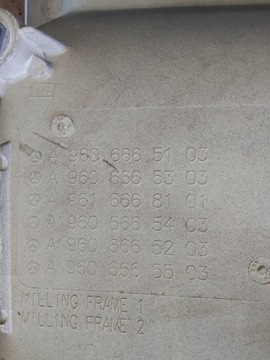 A 960 666 51 03
A 960 666 53 03
A 961 666 81 01
A 960 666 54 03
A 960 666 52 03
A 960 666 55 03
MILLING FRAME 1
MILLING FRAME 2